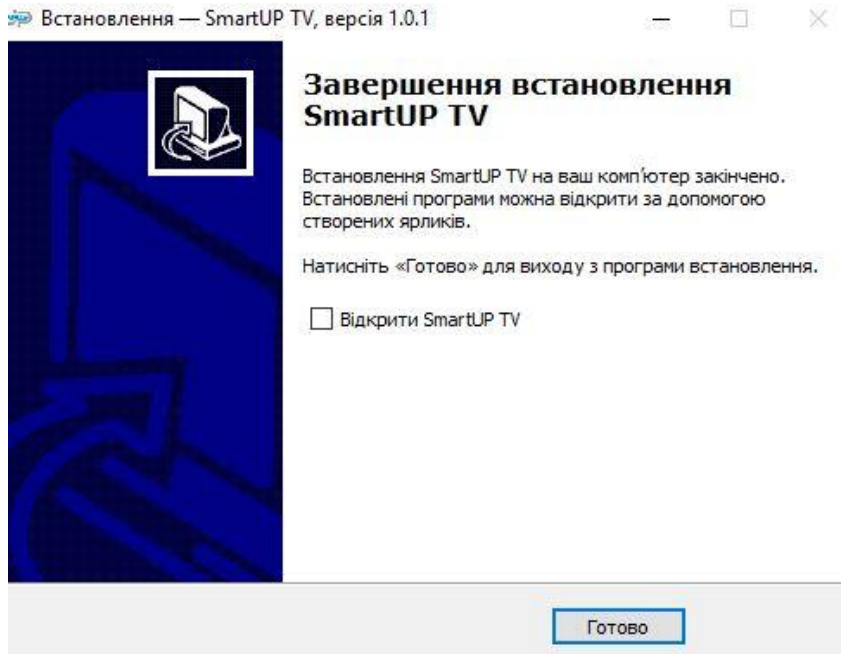 Встановлення — SmartUP TV, версія 1.0.1
Завершення встановлення
SmartUP TV
Встановлення SmartUP TV на ваш комп'ютер закінчено.
Встановлені програми можна відкрити за допомогою
створених ярликів.
Натисніть «Готово» для виходу з програми встановлення.
Відкрити SmartUP TV
Готово